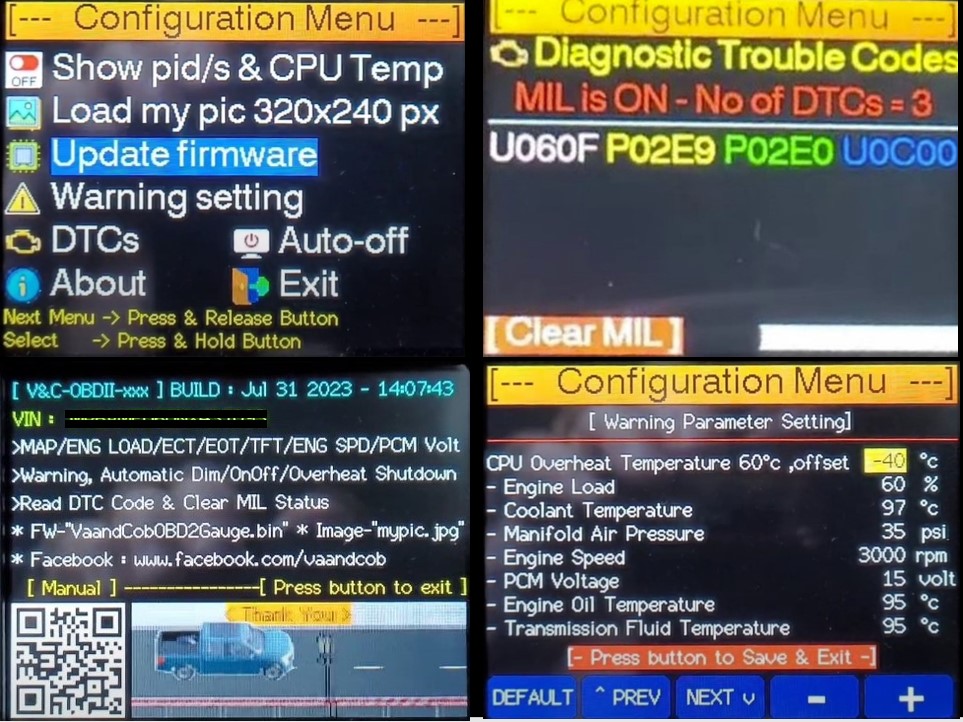 [--- Configuration Menu ---]
OFF Show pid/s & CPU Temp
Load my pic 320x240 px
Update firmware
Warning setting
DTCs Auto-off
About Exit
Next Menu -> Press & Release Button
Select -> Press & Hold Button
[--- Configuration Menu ---]
Diagnostic Trouble Codes
MIL is ON - No of DTCs = 3
U060F P02E9 P02E0 U0C00
[ Clear MIL ]
[ V&C-OBDII-xxx ] BUILD : Jul 31 2023 - 14:07:43
VIN :
>MAP/ENG LOAD/ECT/EOT/TFT/ENG SPD/PCM Volt
>Warning, Automatic Dim/OnOff/Overheat Shutdown
>Read DTC Code & Clear MIL Status
* FW-"VaandCobOBD2Gauge.bin" * Image-"mypic.jpg"
* Facebook : www.facebook.com/vaandcob
[ Manual ] ---------------[ Press button to exit ]
Thank You
[--- Configuration Menu ---]
[ Warning Parameter Setting]
CPU Overheat Temperature 60°c ,offset -40 °c
- Engine Load 60 %
- Coolant Temperature 97 °c
- Manifold Air Pressure 35 psi
- Engine Speed 3000 rpm
- PCM Voltage 15 volt
- Engine Oil Temperature 95 °c
- Transmission Fluid Temperature 95 °c
[- Press button to Save & Exit -]
DEFAULT ^ PREV NEXT v - +